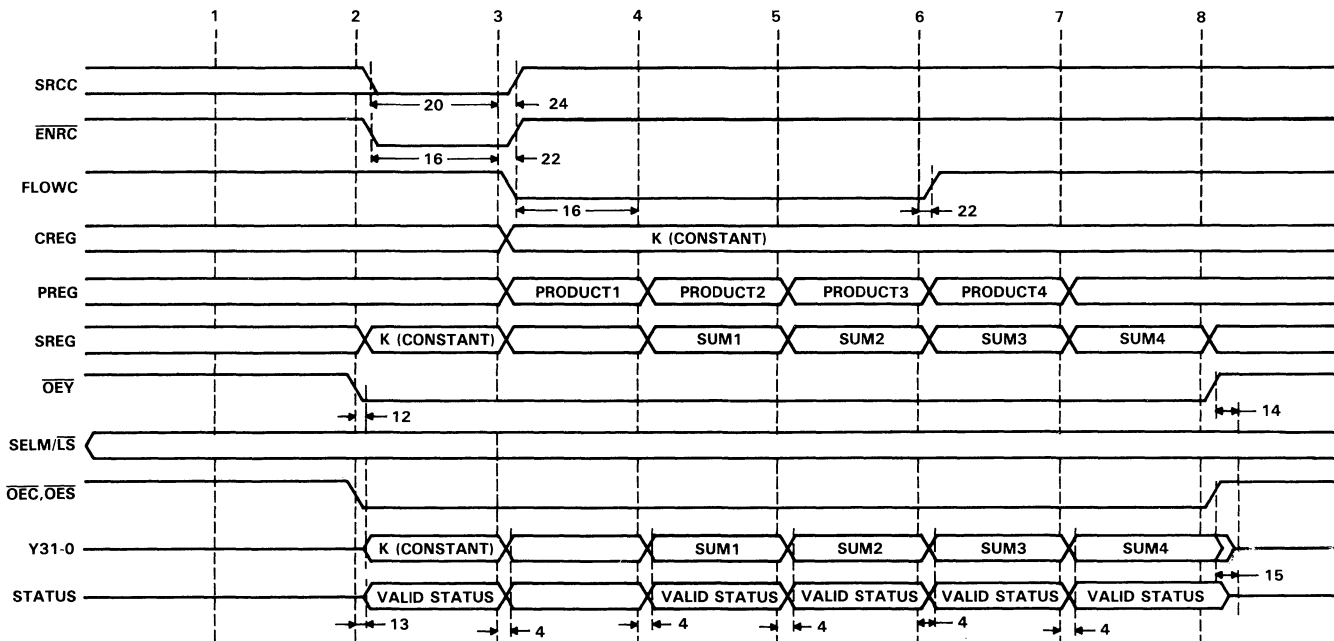 1 2 3 4 5 6 7 8
SRCC 20 24
ENRC 16 22
FLOWC 16 22
CREG K (CONSTANT)
PREG PRODUCT1 PRODUCT2 PRODUCT3 PRODUCT4
SREG K (CONSTANT) SUM1 SUM2 SUM3 SUM4
OEY 12 14
SELM/LS
OEC,OES
Y31-0 K (CONSTANT) SUM1 SUM2 SUM3 SUM4 15
STATUS VALID STATUS VALID STATUS VALID STATUS VALID STATUS VALID STATUS
13 4 4 4 4 4